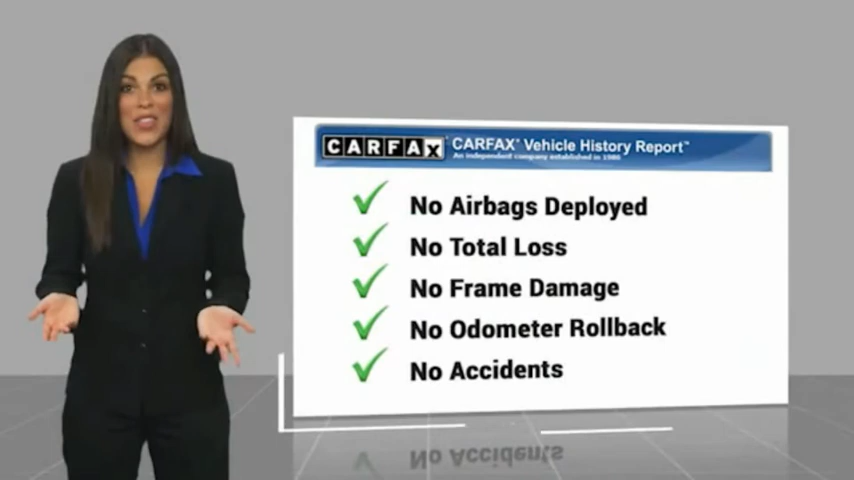 CARFAX CARFAX® Vehicle History Report™
An independent company established in 1986
No Airbags Deployed
No Total Loss
No Frame Damage
No Odometer Rollback
No Accidents
No Accidents